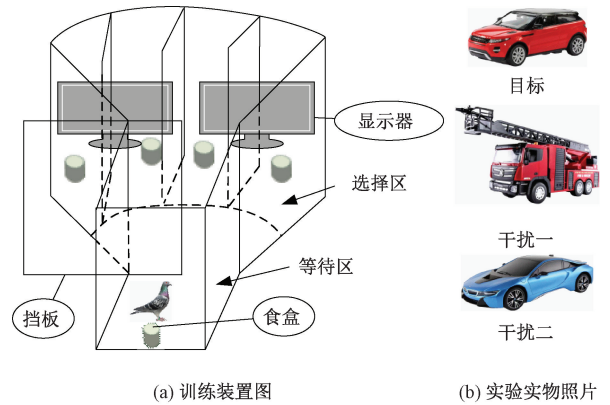 显示器
选择区
等待区
挡板
食盒
(a) 训练装置图
目标
干扰一
干扰二
(b) 实验实物照片